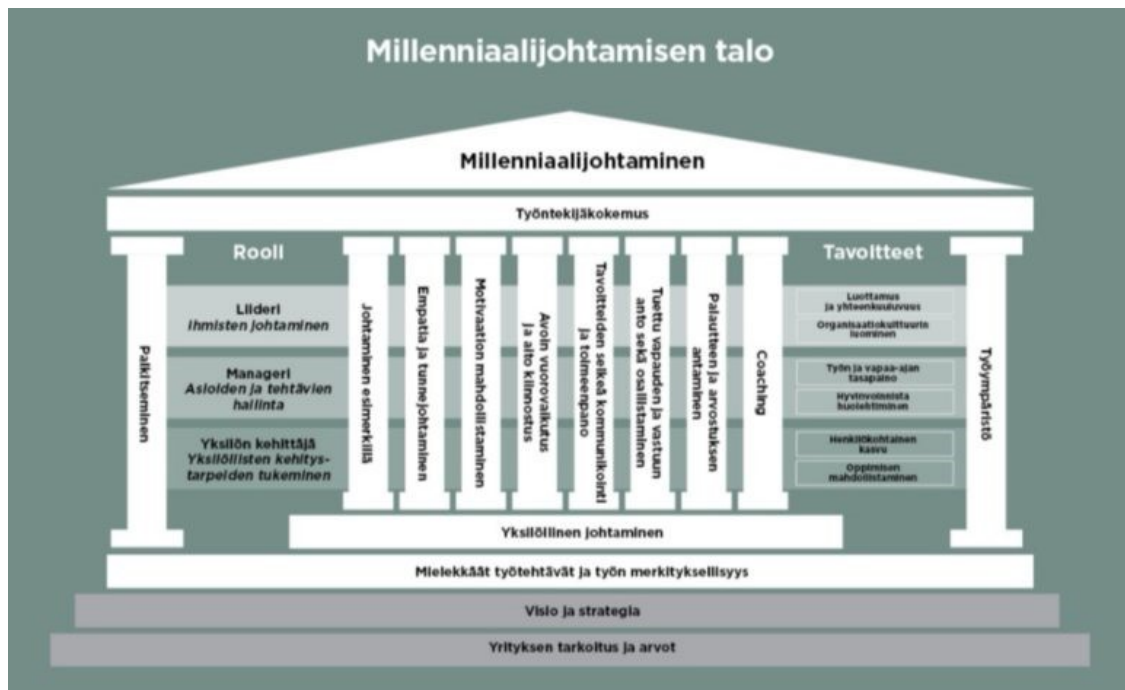 Millenniaalijohtamisen talo
Millenniaalijohtaminen
Työntekijäkokemus
Rooli
Tavoitteet
Palkitseminen
Liideri
Ihmisten johtaminen
Manageri
Asioiden ja tehtävien
hallinta
Yksilön kehittäjä
Yksilöllisten kehitys-
tarpeiden tukeminen
Johtaminen esimerkillä
Empatia ja tunnejohtaminen
Motivaation mahdollistaminen
Avoin vuorovaikutus
ja aito kiinnostus
Tavoitteiden selkeä kommunikointi
ja toimeenpano
Tuettu vapauden ja vastuun
anto sekä osallistaminen
Palautteen ja arvostuksen
antaminen
Coaching
Luottamus
ja yhteenkuuluvuus
Organisaatiokulttuurin
luominen
Työn ja vapaa-ajan
tasapaino
Hyvinvoinnista
huolehtiminen
Henkilökohtainen
kasvu
Oppimisen
mahdollistaminen
Työympäristö
Yksilöllinen johtaminen
Mielekkäät työtehtävät ja työn merkityksellisyys
Visio ja strategia
Yrityksen tarkoitus ja arvot